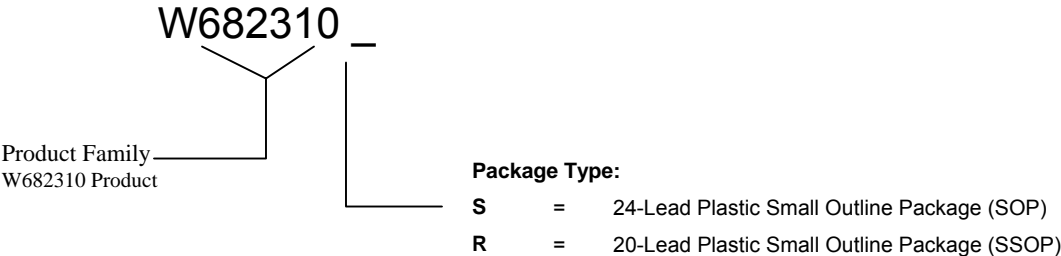 W682310 _
Product Family
W682310 Product
Package Type:
S = 24-Lead Plastic Small Outline Package (SOP)
R = 20-Lead Plastic Small Outline Package (SSOP)